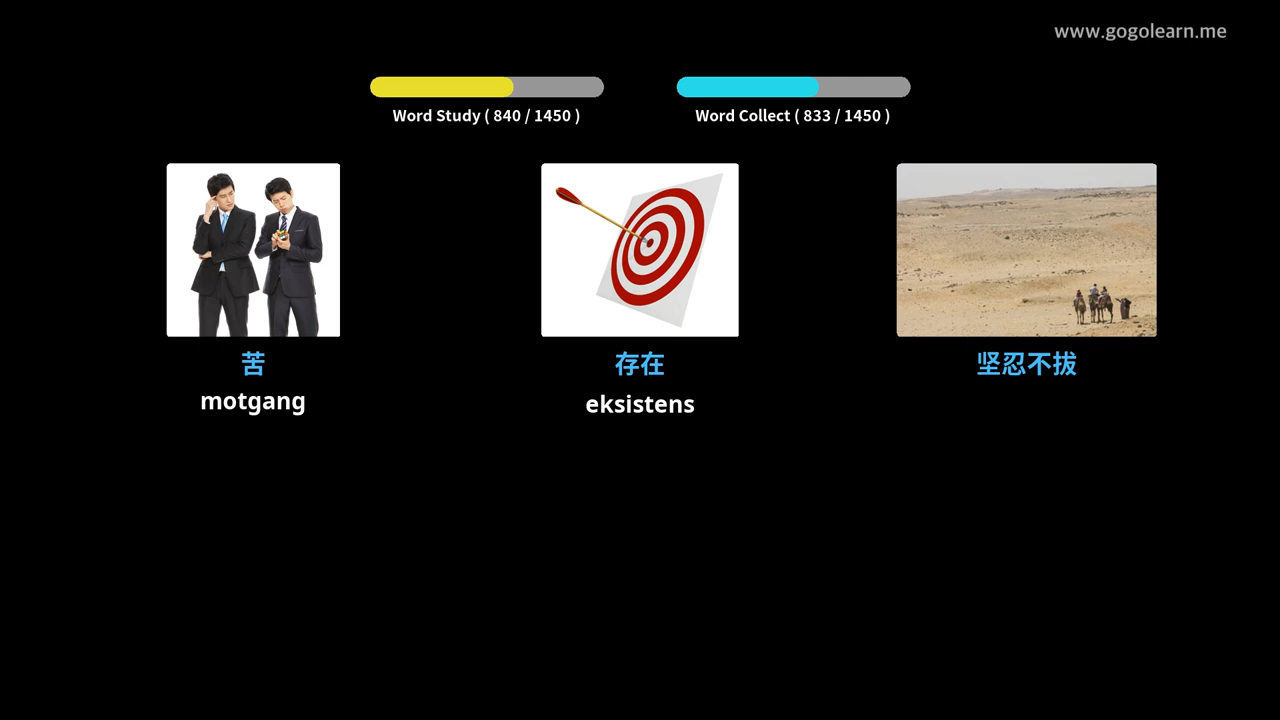 www.gogolearn.me
Word Study ( 840 / 1450 )
Word Collect ( 833 / 1450 )
苦
存在
坚忍不拔
motgang
eksistens